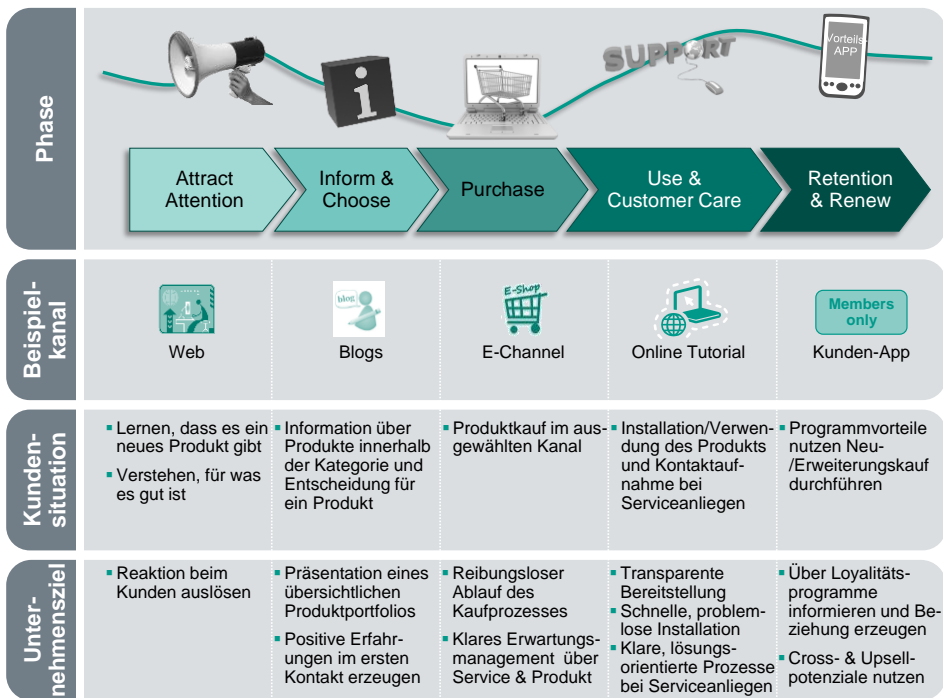 Phase
SUPPORT
Vorteils-
APP
i
Attract
Attention
Inform &
Choose
Purchase
Use &
Customer Care
Retention
& Renew
Beispiel-
kanal
Web
blog
Blogs
E-Shop
E-Channel
Online Tutorial
Members
only
Kunden-App
Kunden-
situation
Lernen, dass es ein
neues Produkt gibt
Verstehen, für was
es gut ist
Information über
Produkte innerhalb
der Kategorie und
Entscheidung für
ein Produkt
Produktkauf im aus-
gewählten Kanal
Installation/Verwen-
dung des Produkts
und Kontaktauf-
nahme bei
Serviceanliegen
Programmvorteile
nutzen Neu-
/Erweiterungskauf
durchführen
Unter-
nehmensziel
Reaktion beim
Kunden auslösen
Präsentation eines
übersichtlichen
Produktportfolios
Positive Erfahr-
ungen im ersten
Kontakt erzeugen
Reibungsloser
Ablauf des
Kaufprozesses
Klares Erwartungs-
management über
Service & Produkt
Transparente
Bereitstellung
Schnelle, problem-
lose Installation
Klare, lösungs-
orientierte Prozesse
bei Serviceanliegen
Über Loyalitäts-
programme
informieren und Be-
ziehung erzeugen
Cross- & Upsell-
potenziale nutzen